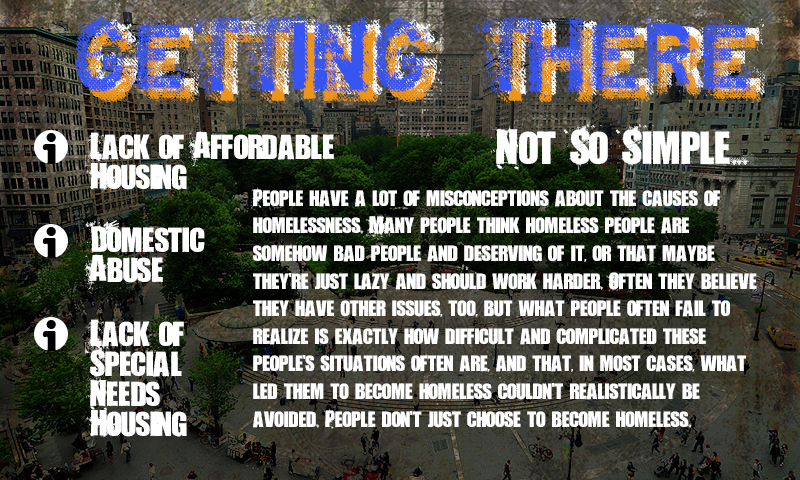 Getting There
Lack of Affordable
Housing
Domestic
Abuse
Lack of
Special
Needs
Housing
Not So Simple...
People have a lot of misconceptions about the causes of
homelessness. Many people think homeless people are
somehow bad people and deserving of it, or that maybe
they're just lazy and should work harder. Often they believe
they have other issues, too, but what people often fail to
realize is exactly how difficult and complicated these
people's situations often are, and that, in most cases, what
led them to become homeless couldn't realistically be
avoided. People don't just choose to become homeless.